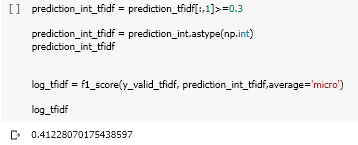 [ ] prediction_int_tfidf = prediction_tfidf[:,1]>=0.3
prediction_int_tfidf = prediction_int.astype(np.int)
prediction_int_tfidf
log_tfidf = f1_score(y_valid_tfidf, prediction_int_tfidf,average='micro')
log_tfidf
0.41228070175438597